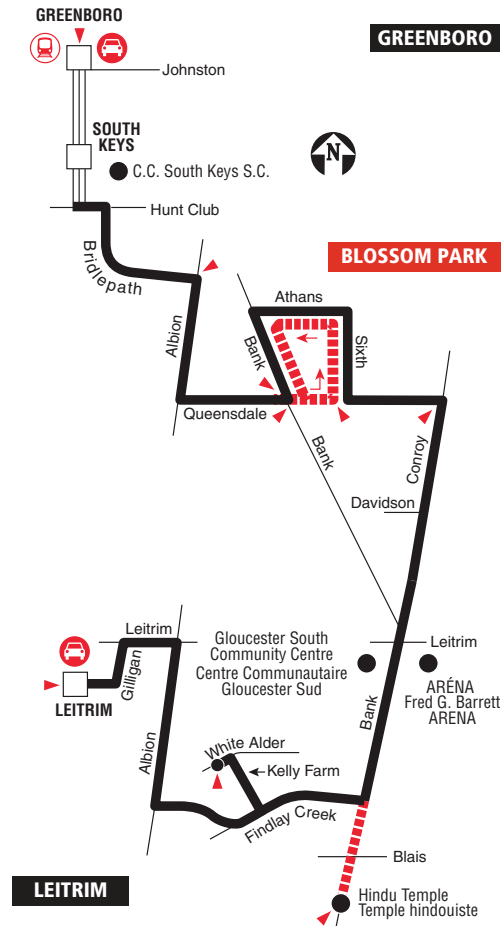 GREENBORO
GREENBORO
Johnston
SOUTH
KEYS
C.C. South Keys S.C.
N
Hunt Club
Bridlepath
BLOSSOM PARK
Athans
Albion
Bank
Sixth
Queensdale
Bank
Conroy
Davidson
Leitrim
Gloucester South
Community Centre
Centre Communautaire
Gloucester Sud
Leitrim
Gilligan
LEITRIM
ARÉNA
Fred G. Barrett
ARENA
Bank
Albion
White Alder
Kelly Farm
Findlay Creek
Blais
LEITRIM
Hindu Temple
Temple hindouiste